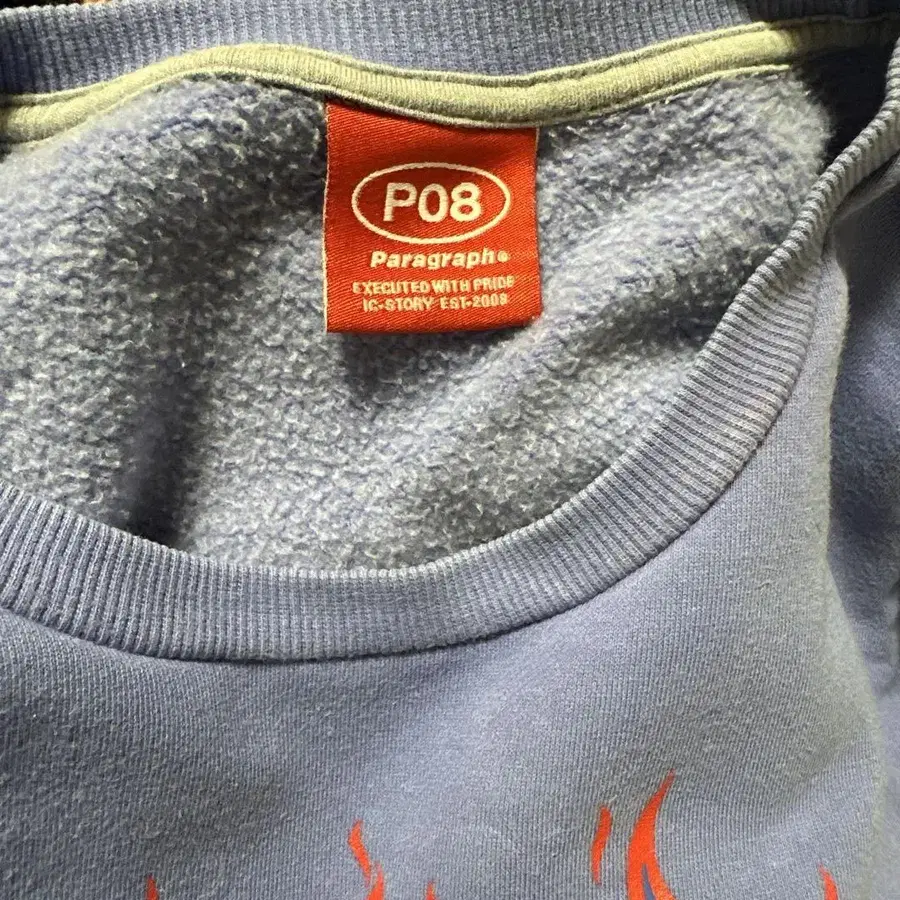 P08
Paragraph®
EXECUTED WITH PRIDE
IC-STORY EST-2008